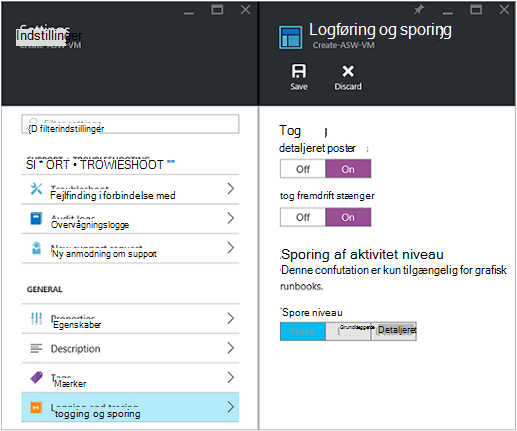 Indstillinger
Create-ASW-VM
{D filterindstillinger
SI * ORT • TROWIESHOOT ""
Fejlfinding i forbindelse med
Overvågningslogge
Ny anmodning om support
GENERAL
Egenskaber
Description
Mærker
togging og sporing
Logføring og sporing
Create-ASW-VM
Save Discard
Tog
detaljeret poster
Off On
tog fremdrift stænger
Off On
Sporing af aktivitet niveau
Denne confutation er kun tilgængelig for grafisk
runbooks.
Spore niveau
None Grundlæggende Detaljeret